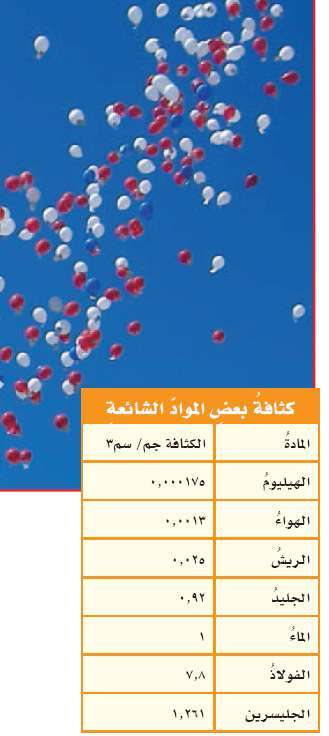 كثافةُ بعضِ الموادّ الشائعةِ
المادةُ الكثافة جم/ سم٣
الهيليومُ ٠,٠٠٠١٧٥
الهواءُ ٠,٠٠١٣
الريشُ ٠,٠٢٥
الجليدُ ٠,٩٢
الماءُ ١
الفولاذُ ٧,٨
الجليسرين ١,٢٦١